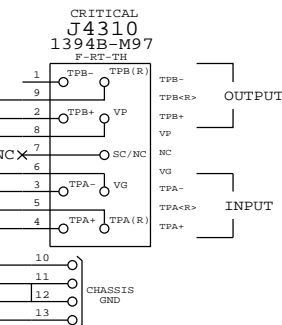 CRITICAL
J4310
1394B-M97
F-RT-TH
1 TPB- TPB(R) TPB-
9 TPB<R> OUTPUT
2 TPB+ VP TPB+
8 VP
NC 7 SC/NC NC
6 VG
3 TPA- VG TPA-
5 TPA<R> INPUT
4 TPA+ TPA(R) TPA+
10
11 CHASSIS
12 GND
13